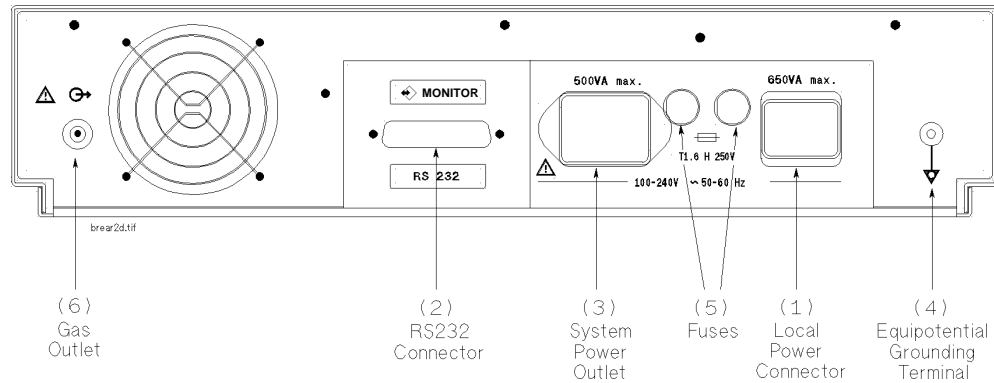 500VA max.
650VA max.
MONITOR
RS 232
T1.6 H 250V
100-240V ∿ 50-60 Hz
brear2d.tif
(6)
Gas
Outlet
(2)
RS232
Connector
(3)
System
Power
Outlet
(5)
Fuses
(1)
Local
Power
Connector
(4)
Equipotential
Grounding
Terminal